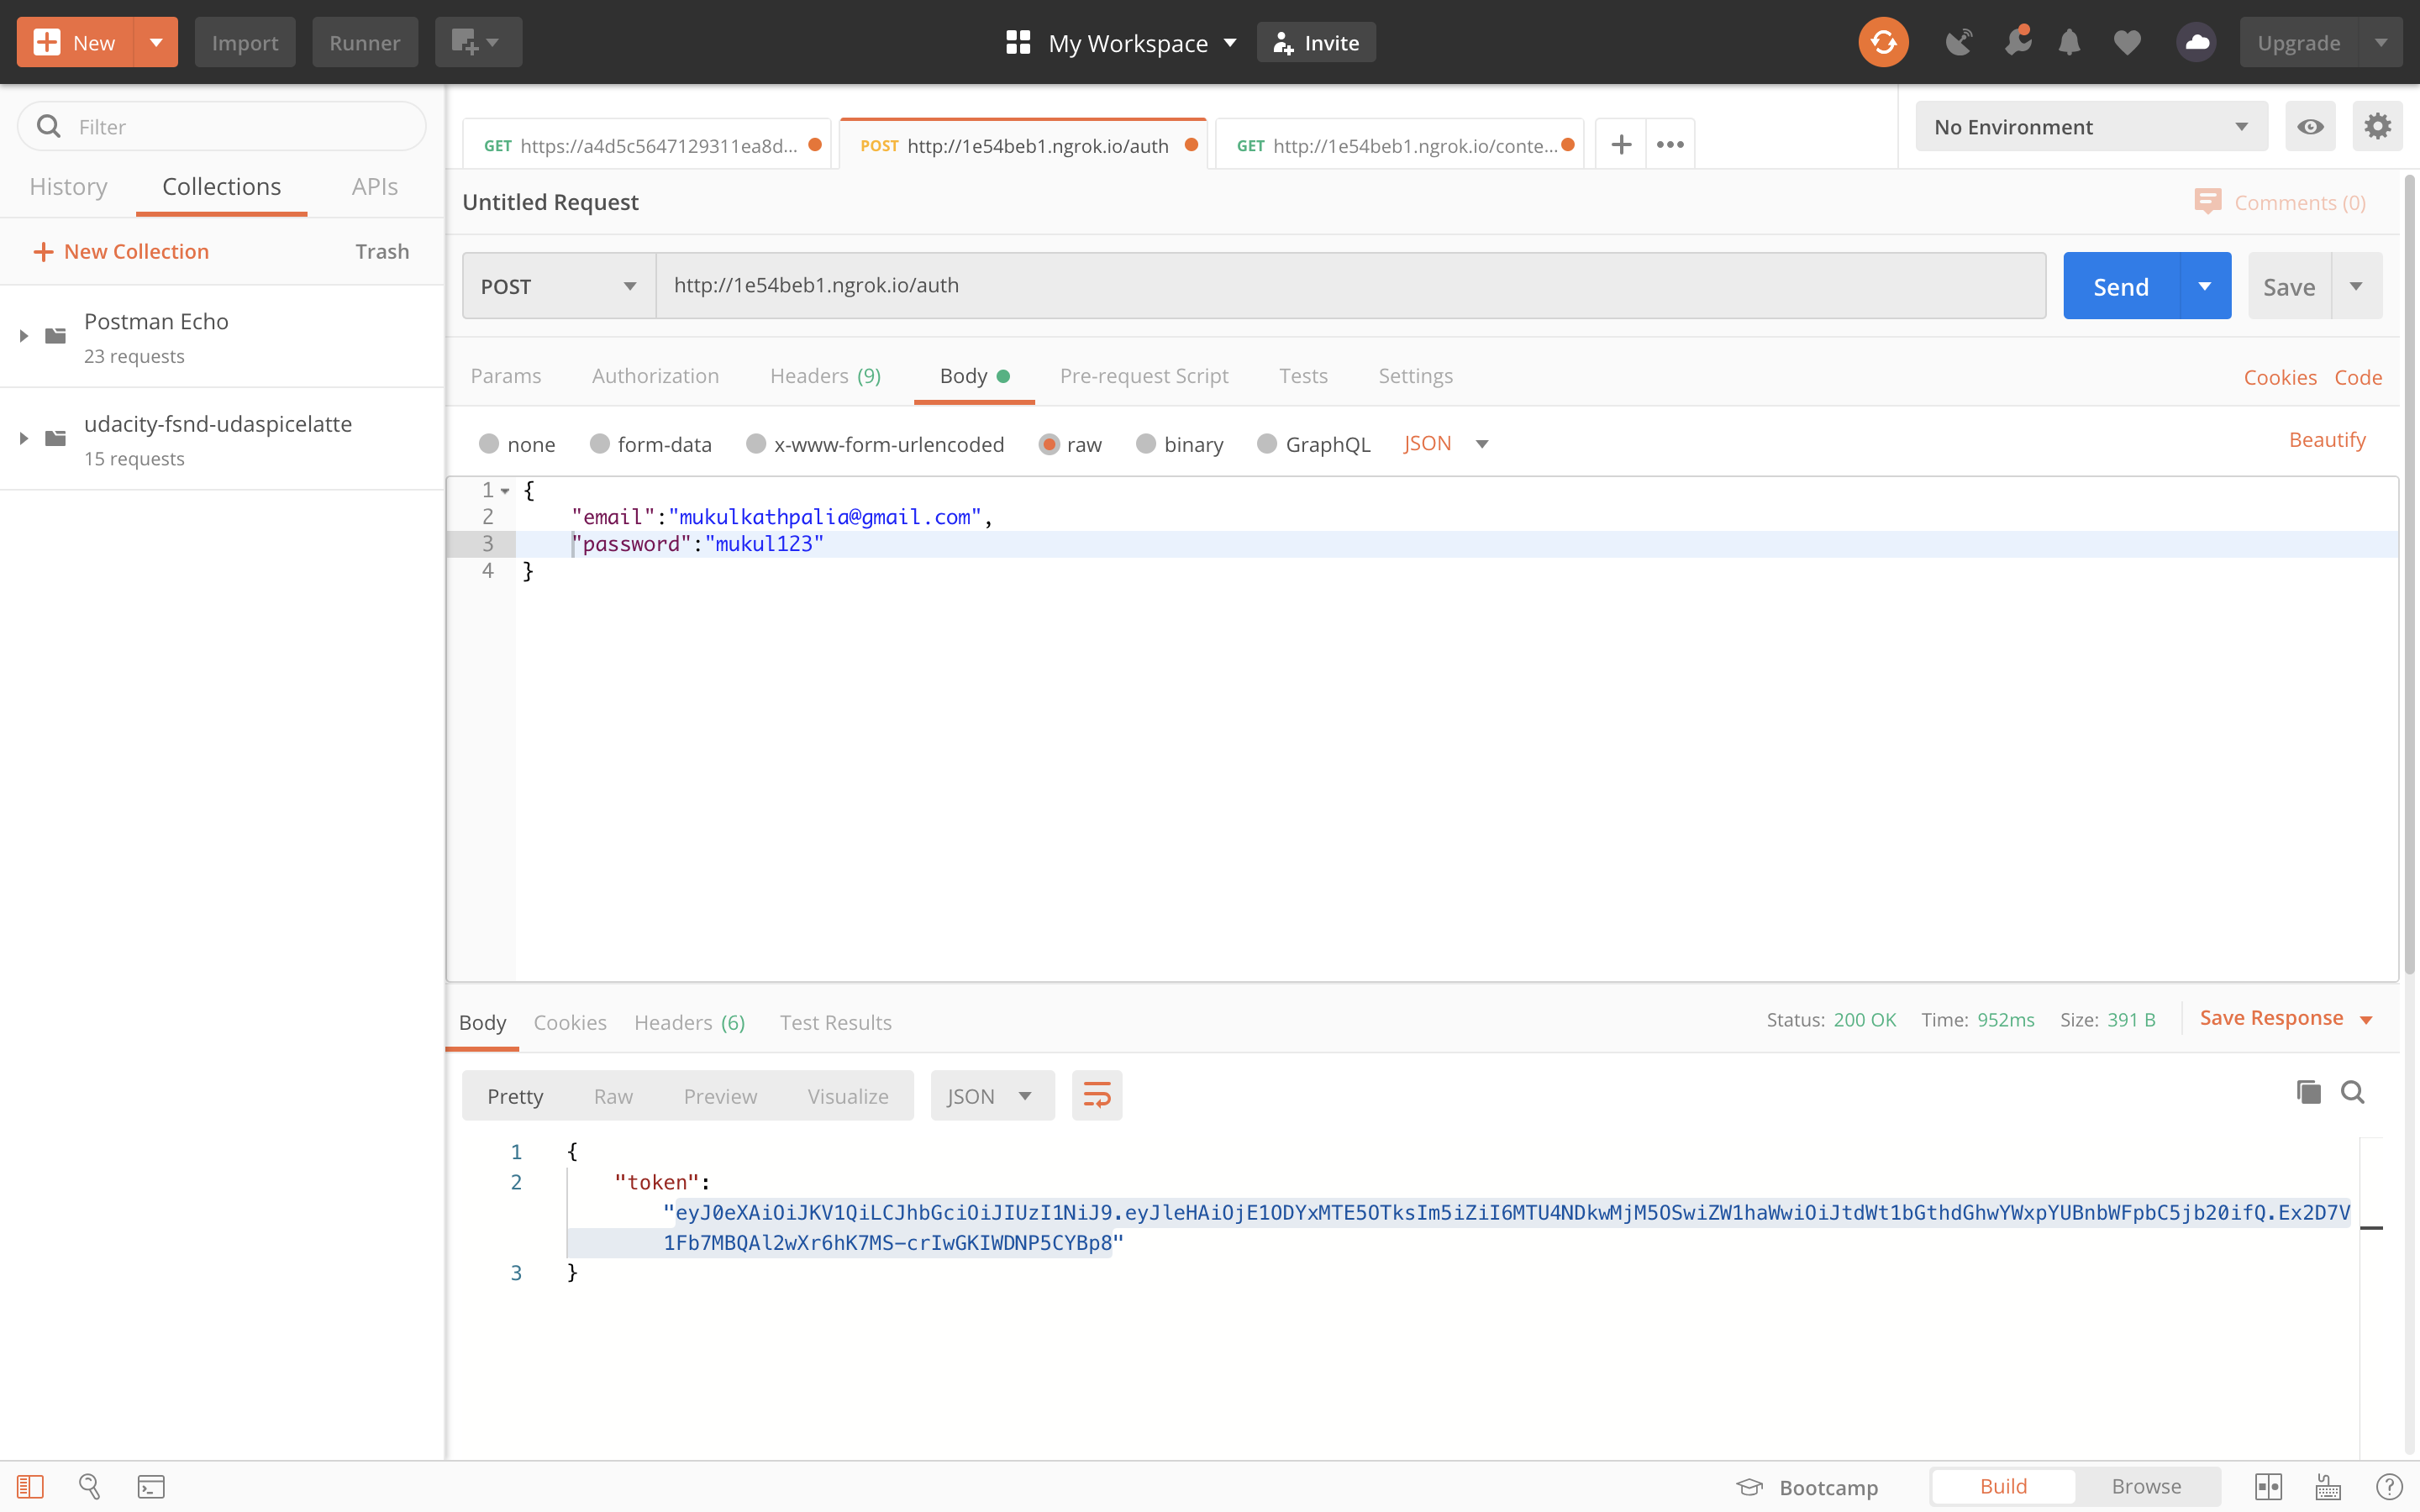 New
Import
Runner
My Workspace
Invite
Upgrade
Filter
History
Collections
APIs
New Collection
Trash
Postman Echo
23 requests
udacity-fsnd-udaspicelatte
15 requests
GET https://a4d5c5647129311ea8d...
POST http://1e54beb1.ngrok.io/auth
GET http://1e54beb1.ngrok.io/conte...
No Environment
Untitled Request
Comments (0)
POST
http://1e54beb1.ngrok.io/auth
Send
Save
Params
Authorization
Headers (9)
Body
Pre-request Script
Tests
Settings
Cookies
Code
none
form-data
x-www-form-urlencoded
raw
binary
GraphQL
JSON
Beautify
1 {
2 "email":"mukulkathpalia@gmail.com",
3 "password":"mukul123"
4 }
Body
Cookies
Headers (6)
Test Results
Status: 200 OK
Time: 952ms
Size: 391 B
Save Response
Pretty
Raw
Preview
Visualize
JSON
1 {
2 "token":
"eyJ0eXAiOiJKV1QiLCJhbGciOiJIUzI1NiJ9.eyJleHAiOjE1ODYxMTE5OTksIm5iZiI6MTU4NDkwMjM5OSwiZW1haWwiOiJtdWt1bGthdGhwYWxpYUBnbWFpbC5jb20ifQ.Ex2D7V
1Fb7MBQAl2wXr6hK7MS-crIwGKIWDNP5CYBp8"
3 }
Bootcamp
Build
Browse